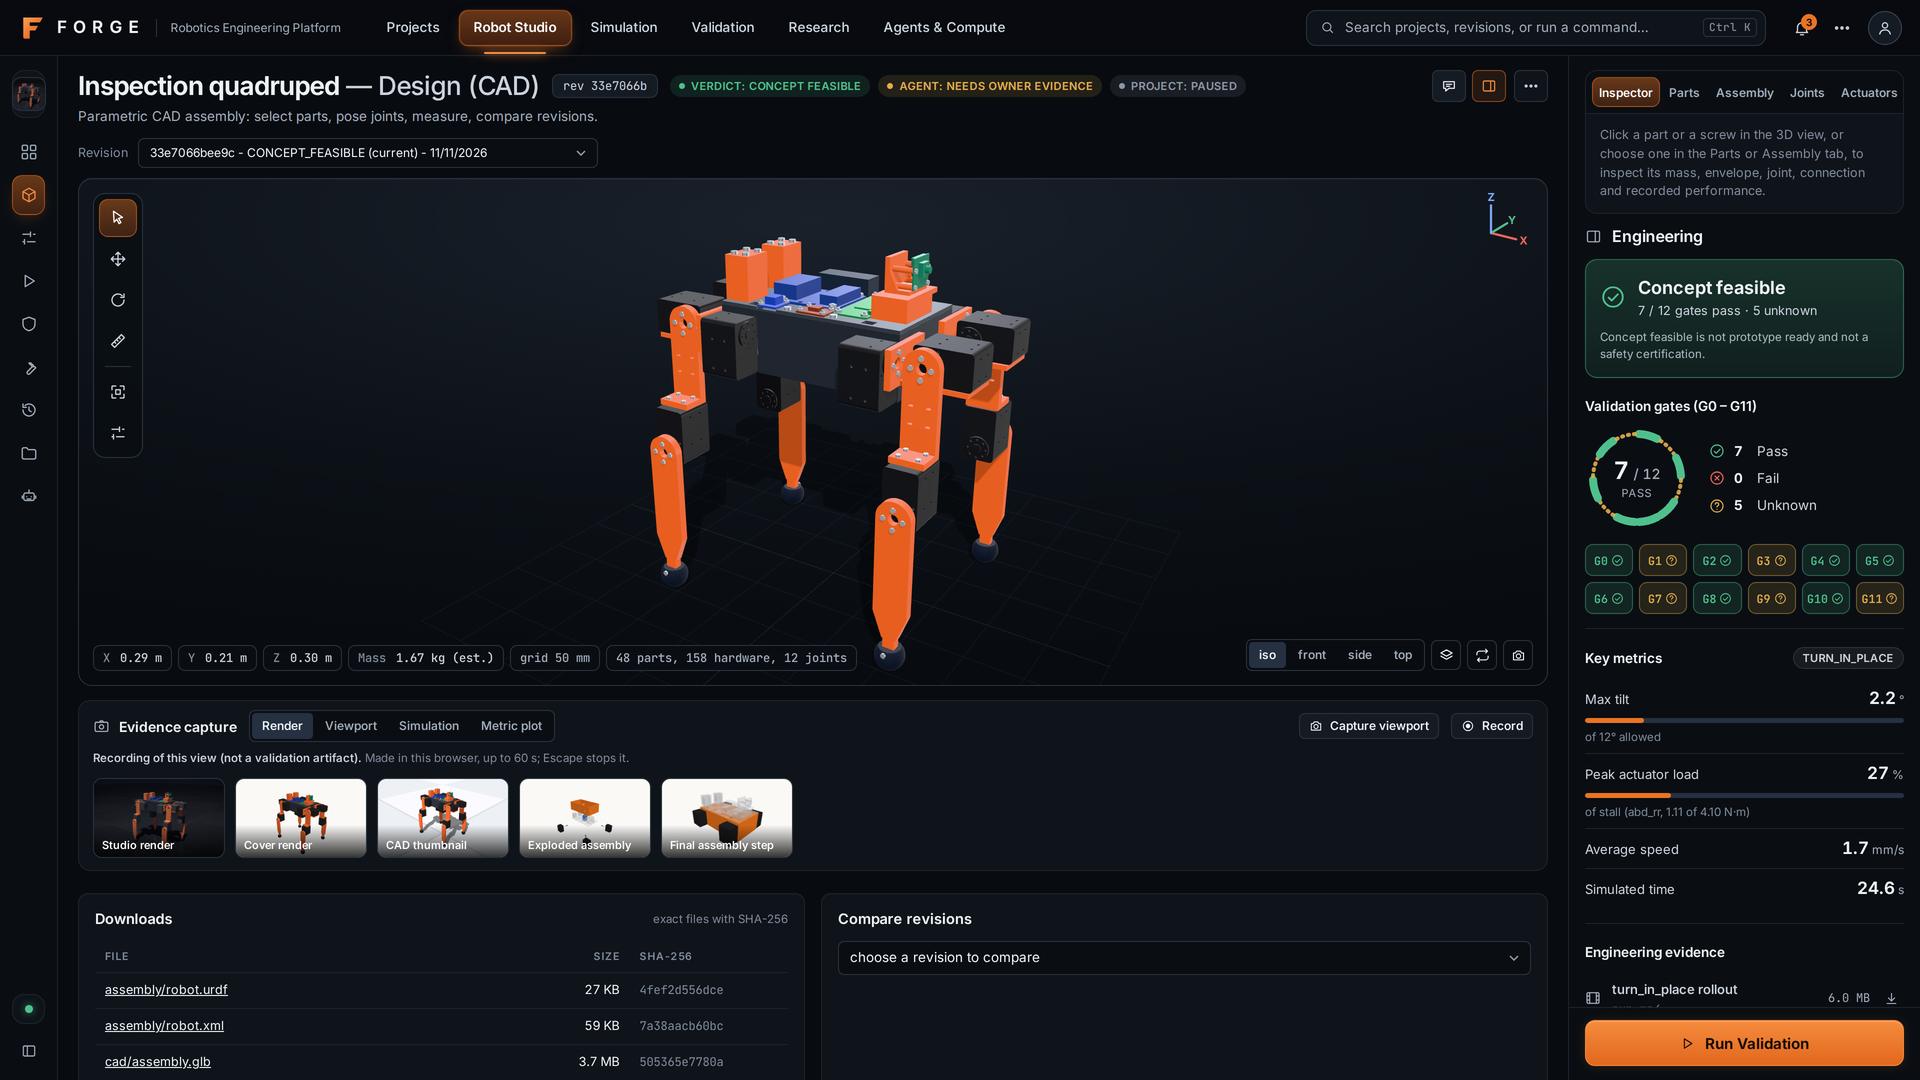 FORGE
Robotics Engineering Platform
Projects
Robot Studio
Simulation
Validation
Research
Agents & Compute
Search projects, revisions, or run a command...
Ctrl K
3
Inspection quadruped — Design (CAD)
rev 33e7066b
VERDICT: CONCEPT FEASIBLE
AGENT: NEEDS OWNER EVIDENCE
PROJECT: PAUSED
Parametric CAD assembly: select parts, pose joints, measure, compare revisions.
Revision
33e7066bee9c - CONCEPT_FEASIBLE (current) - 11/11/2026
Z
Y
X
X 0.29 m
Y 0.21 m
Z 0.30 m
Mass 1.67 kg (est.)
grid 50 mm
48 parts, 158 hardware, 12 joints
iso
front
side
top
Evidence capture
Render
Viewport
Simulation
Metric plot
Capture viewport
Record
Recording of this view (not a validation artifact). Made in this browser, up to 60 s; Escape stops it.
Studio render
Cover render
CAD thumbnail
Exploded assembly
Final assembly step
Downloads
exact files with SHA-256
FILE
SIZE
SHA-256
assembly/robot.urdf
27 KB
4fef2d556dce
assembly/robot.xml
59 KB
7a38aacb60bc
cad/assembly.glb
3.7 MB
505365e7780a
Compare revisions
choose a revision to compare
Inspector
Parts
Assembly
Joints
Actuators
Click a part or a screw in the 3D view, or
choose one in the Parts or Assembly tab, to
inspect its mass, envelope, joint, connection
and recorded performance.
Engineering
Concept feasible
7 / 12 gates pass · 5 unknown
Concept feasible is not prototype ready and not a
safety certification.
Validation gates (G0 – G11)
7 / 12
PASS
7 Pass
0 Fail
5 Unknown
G0
G1
G2
G3
G4
G5
G6
G7
G8
G9
G10
G11
Key metrics
TURN_IN_PLACE
Max tilt
2.2 °
of 12° allowed
Peak actuator load
27 %
of stall (abd_rr, 1.11 of 4.10 N·m)
Average speed
1.7 mm/s
Simulated time
24.6 s
Engineering evidence
turn_in_place rollout
6.0 MB
Run Validation